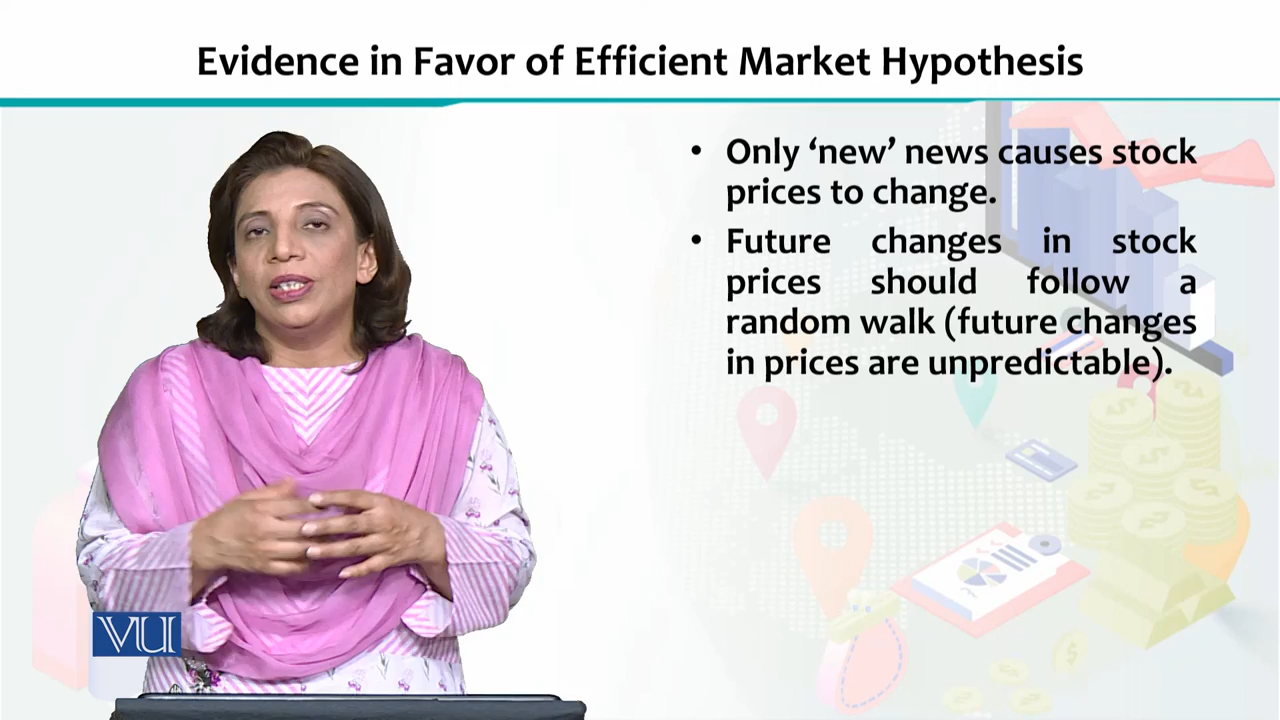 Evidence in Favor of Efficient Market Hypothesis
• Only ‘new’ news causes stock
prices to change.
• Future changes in stock
prices should follow a
random walk (future changes
in prices are unpredictable).
VU